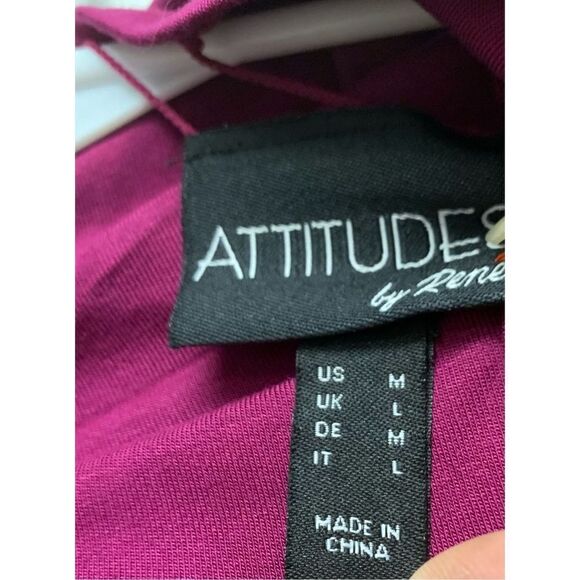 ATTITUDES
by Rene
US M
UK L
DE M
IT L
MADE IN
CHINA